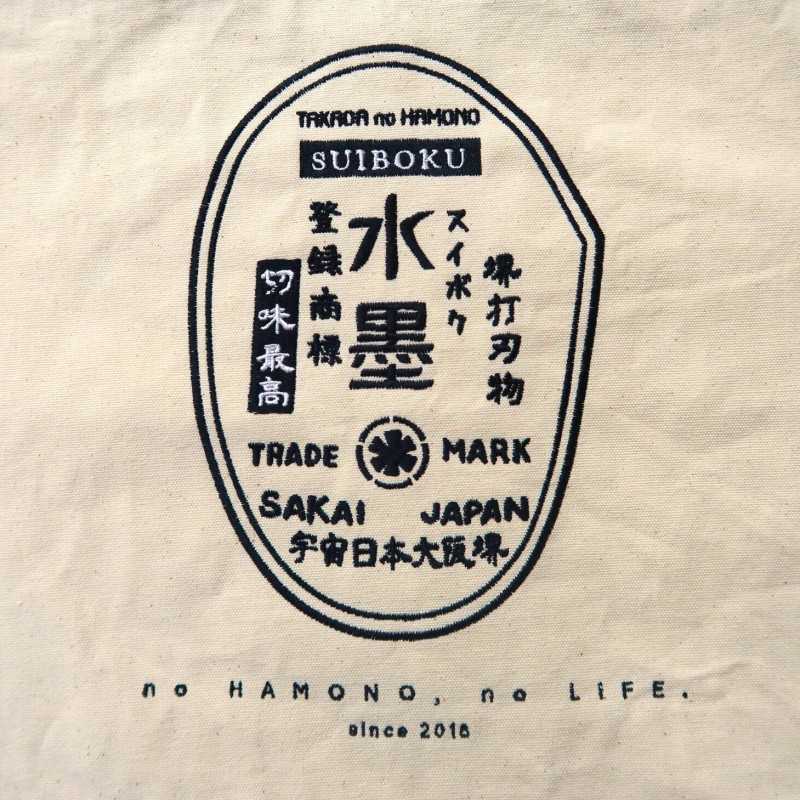 TAKADA no HAMONO
SUIBOKU
堺打刃物
スイボク
水墨
登録商標
切味最高
TRADE MARK
SAKAI JAPAN
宇宙日本大阪堺
no HAMONO, no LiFE.
since 2018